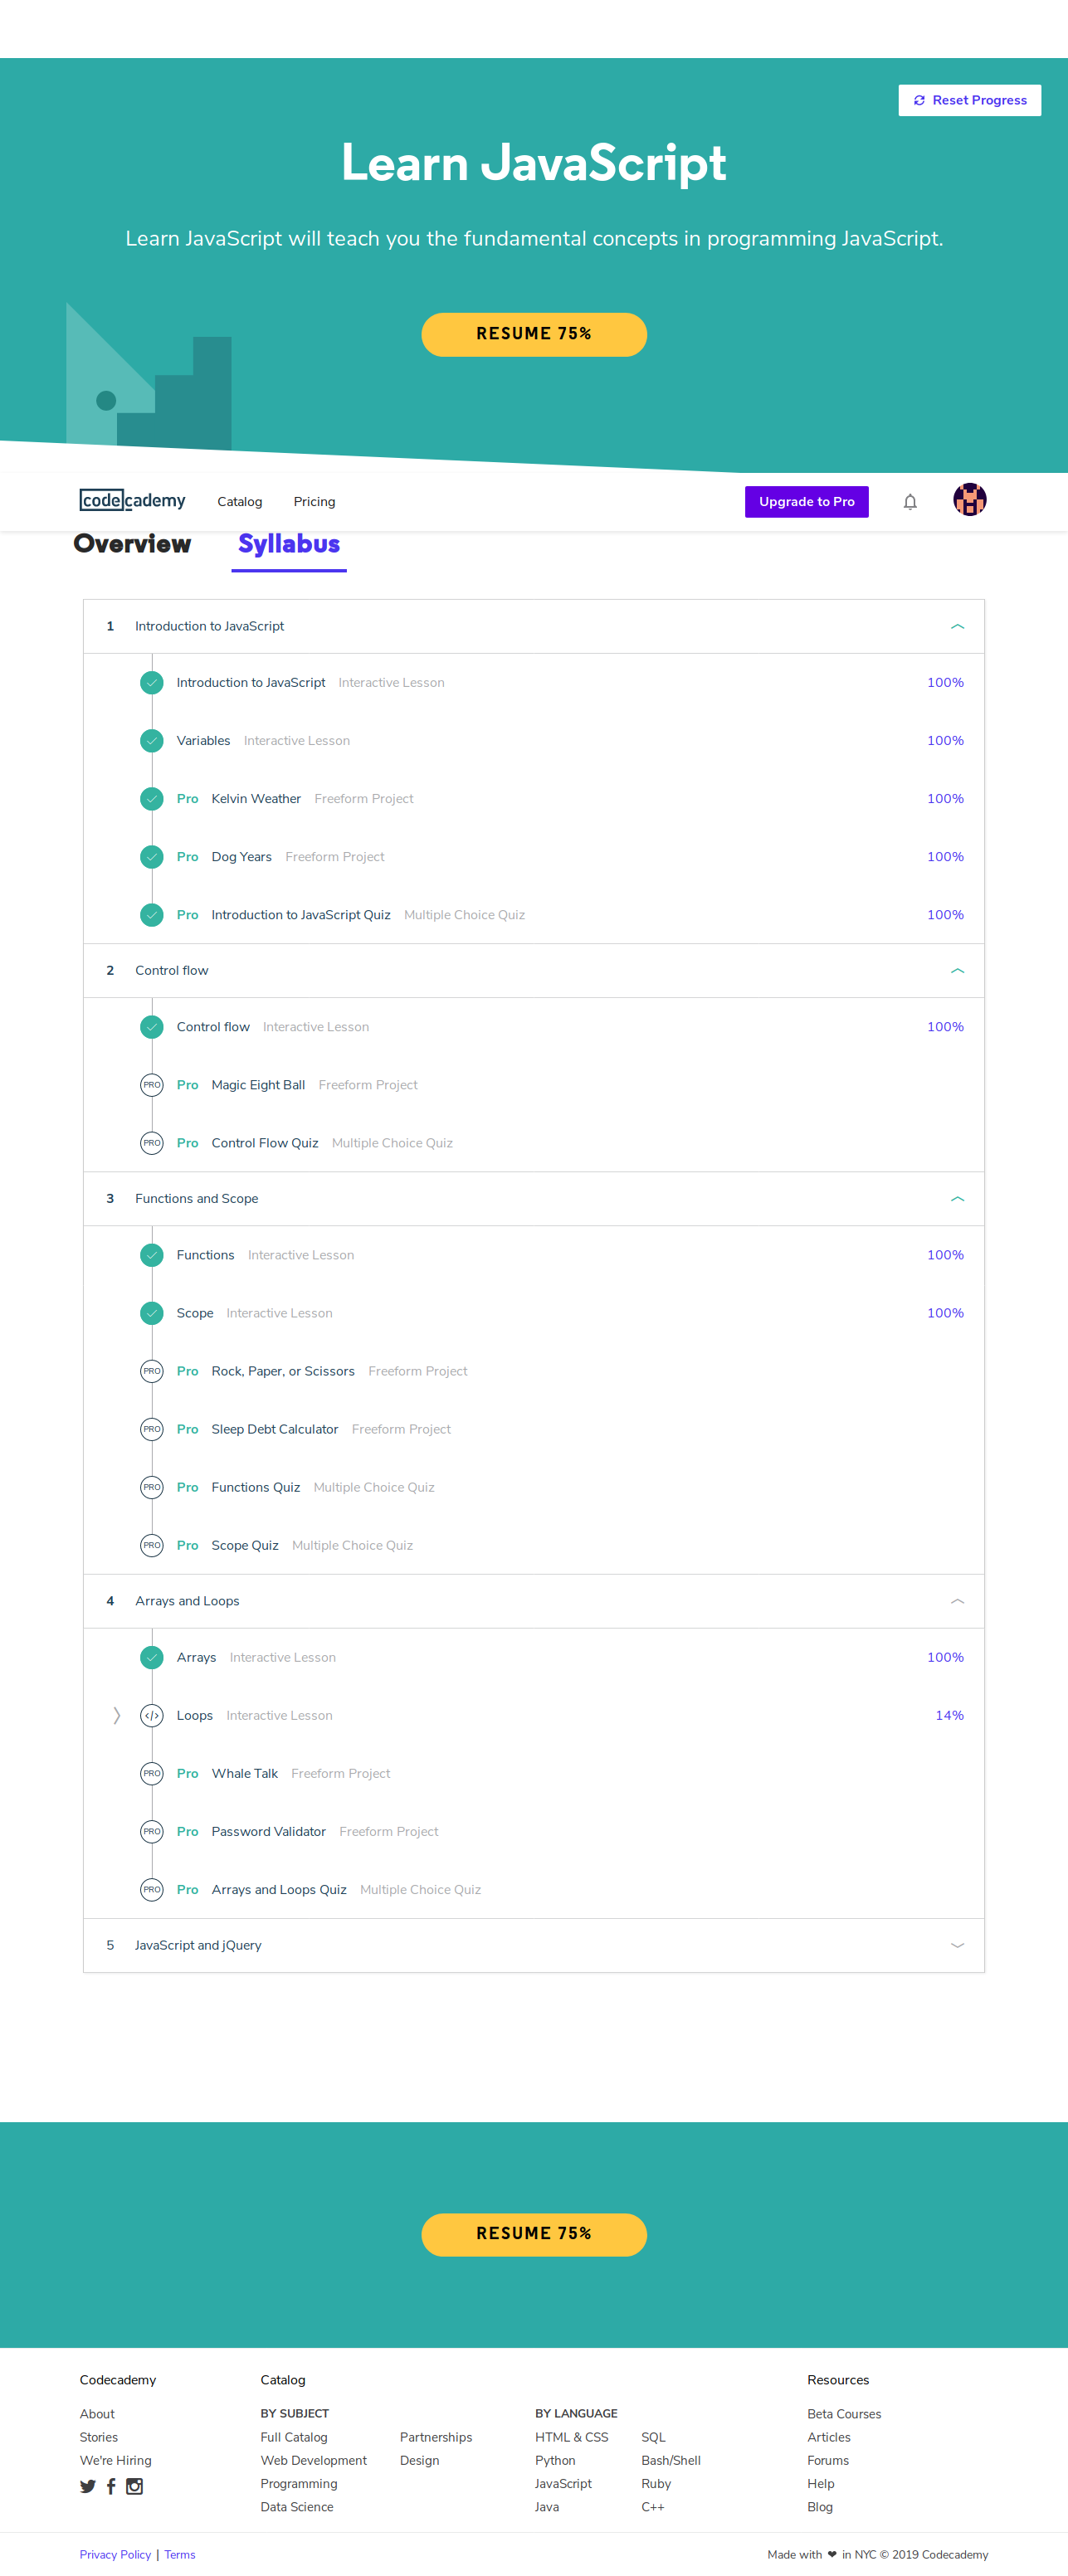 Reset Progress
Learn JavaScript
Learn JavaScript will teach you the fundamental concepts in programming JavaScript.
RESUME 75%
codecademy Catalog Pricing Upgrade to Pro
Overview Syllabus
1 Introduction to JavaScript
Introduction to JavaScript Interactive Lesson 100%
Variables Interactive Lesson 100%
Pro Kelvin Weather Freeform Project 100%
Pro Dog Years Freeform Project 100%
Pro Introduction to JavaScript Quiz Multiple Choice Quiz 100%
2 Control flow
Control flow Interactive Lesson 100%
PRO Pro Magic Eight Ball Freeform Project
PRO Pro Control Flow Quiz Multiple Choice Quiz
3 Functions and Scope
Functions Interactive Lesson 100%
Scope Interactive Lesson 100%
PRO Pro Rock, Paper, or Scissors Freeform Project
PRO Pro Sleep Debt Calculator Freeform Project
PRO Pro Functions Quiz Multiple Choice Quiz
PRO Pro Scope Quiz Multiple Choice Quiz
4 Arrays and Loops
Arrays Interactive Lesson 100%
Loops Interactive Lesson 14%
PRO Pro Whale Talk Freeform Project
PRO Pro Password Validator Freeform Project
PRO Pro Arrays and Loops Quiz Multiple Choice Quiz
5 JavaScript and jQuery
RESUME 75%
Codecademy Catalog Resources
About BY SUBJECT BY LANGUAGE Beta Courses
Stories Full Catalog Partnerships HTML & CSS SQL Articles
We're Hiring Web Development Design Python Bash/Shell Forums
Programming JavaScript Ruby Help
Data Science Java C++ Blog
Privacy Policy | Terms Made with ❤ in NYC © 2019 Codecademy